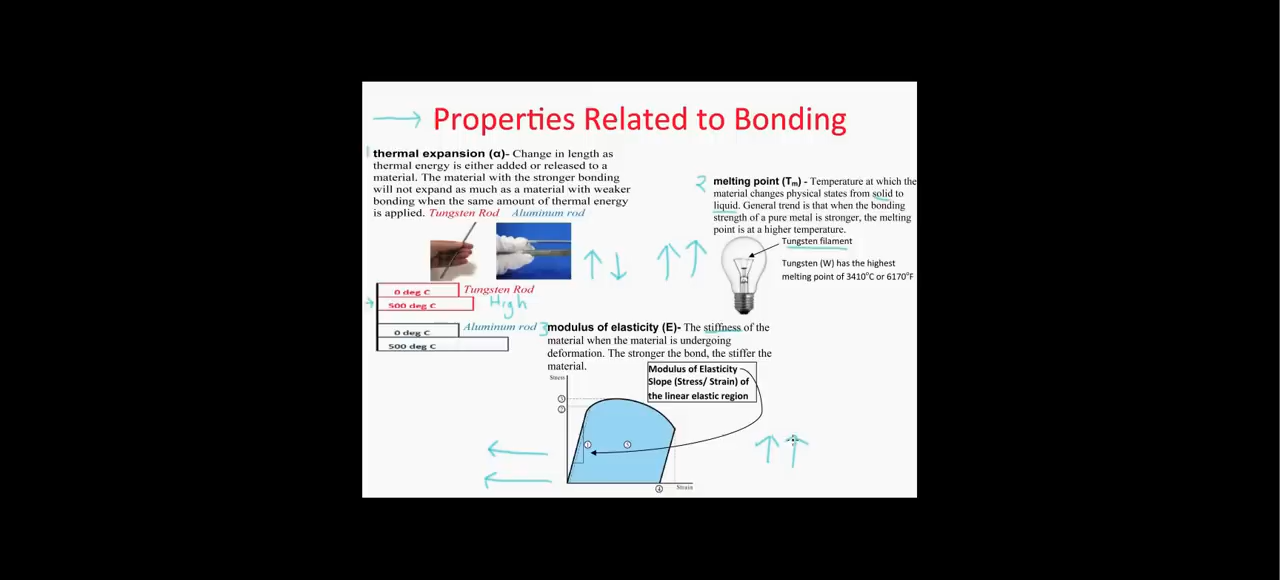 Properties Related to Bonding
1 thermal expansion (α)- Change in length as
thermal energy is either added or released to a
material. The material with the stronger bonding
will not expand as much as a material with weaker
bonding when the same amount of thermal energy
is applied. Tungsten Rod Aluminum rod
0 deg C Tungsten Rod
500 deg C High
0 deg C Aluminum rod
500 deg C
2 melting point (Tm) - Temperature at which the
material changes physical states from solid to
liquid. General trend is that when the bonding
strength of a pure metal is stronger, the melting
point is at a higher temperature.
Tungsten filament
Tungsten (W) has the highest
melting point of 3410°C or 6170°F
3 modulus of elasticity (E)- The stiffness of the
material when the material is undergoing
deformation. The stronger the bond, the stiffer the
material.
Modulus of Elasticity
Slope (Stress/ Strain) of
the linear elastic region
Stress
Strain